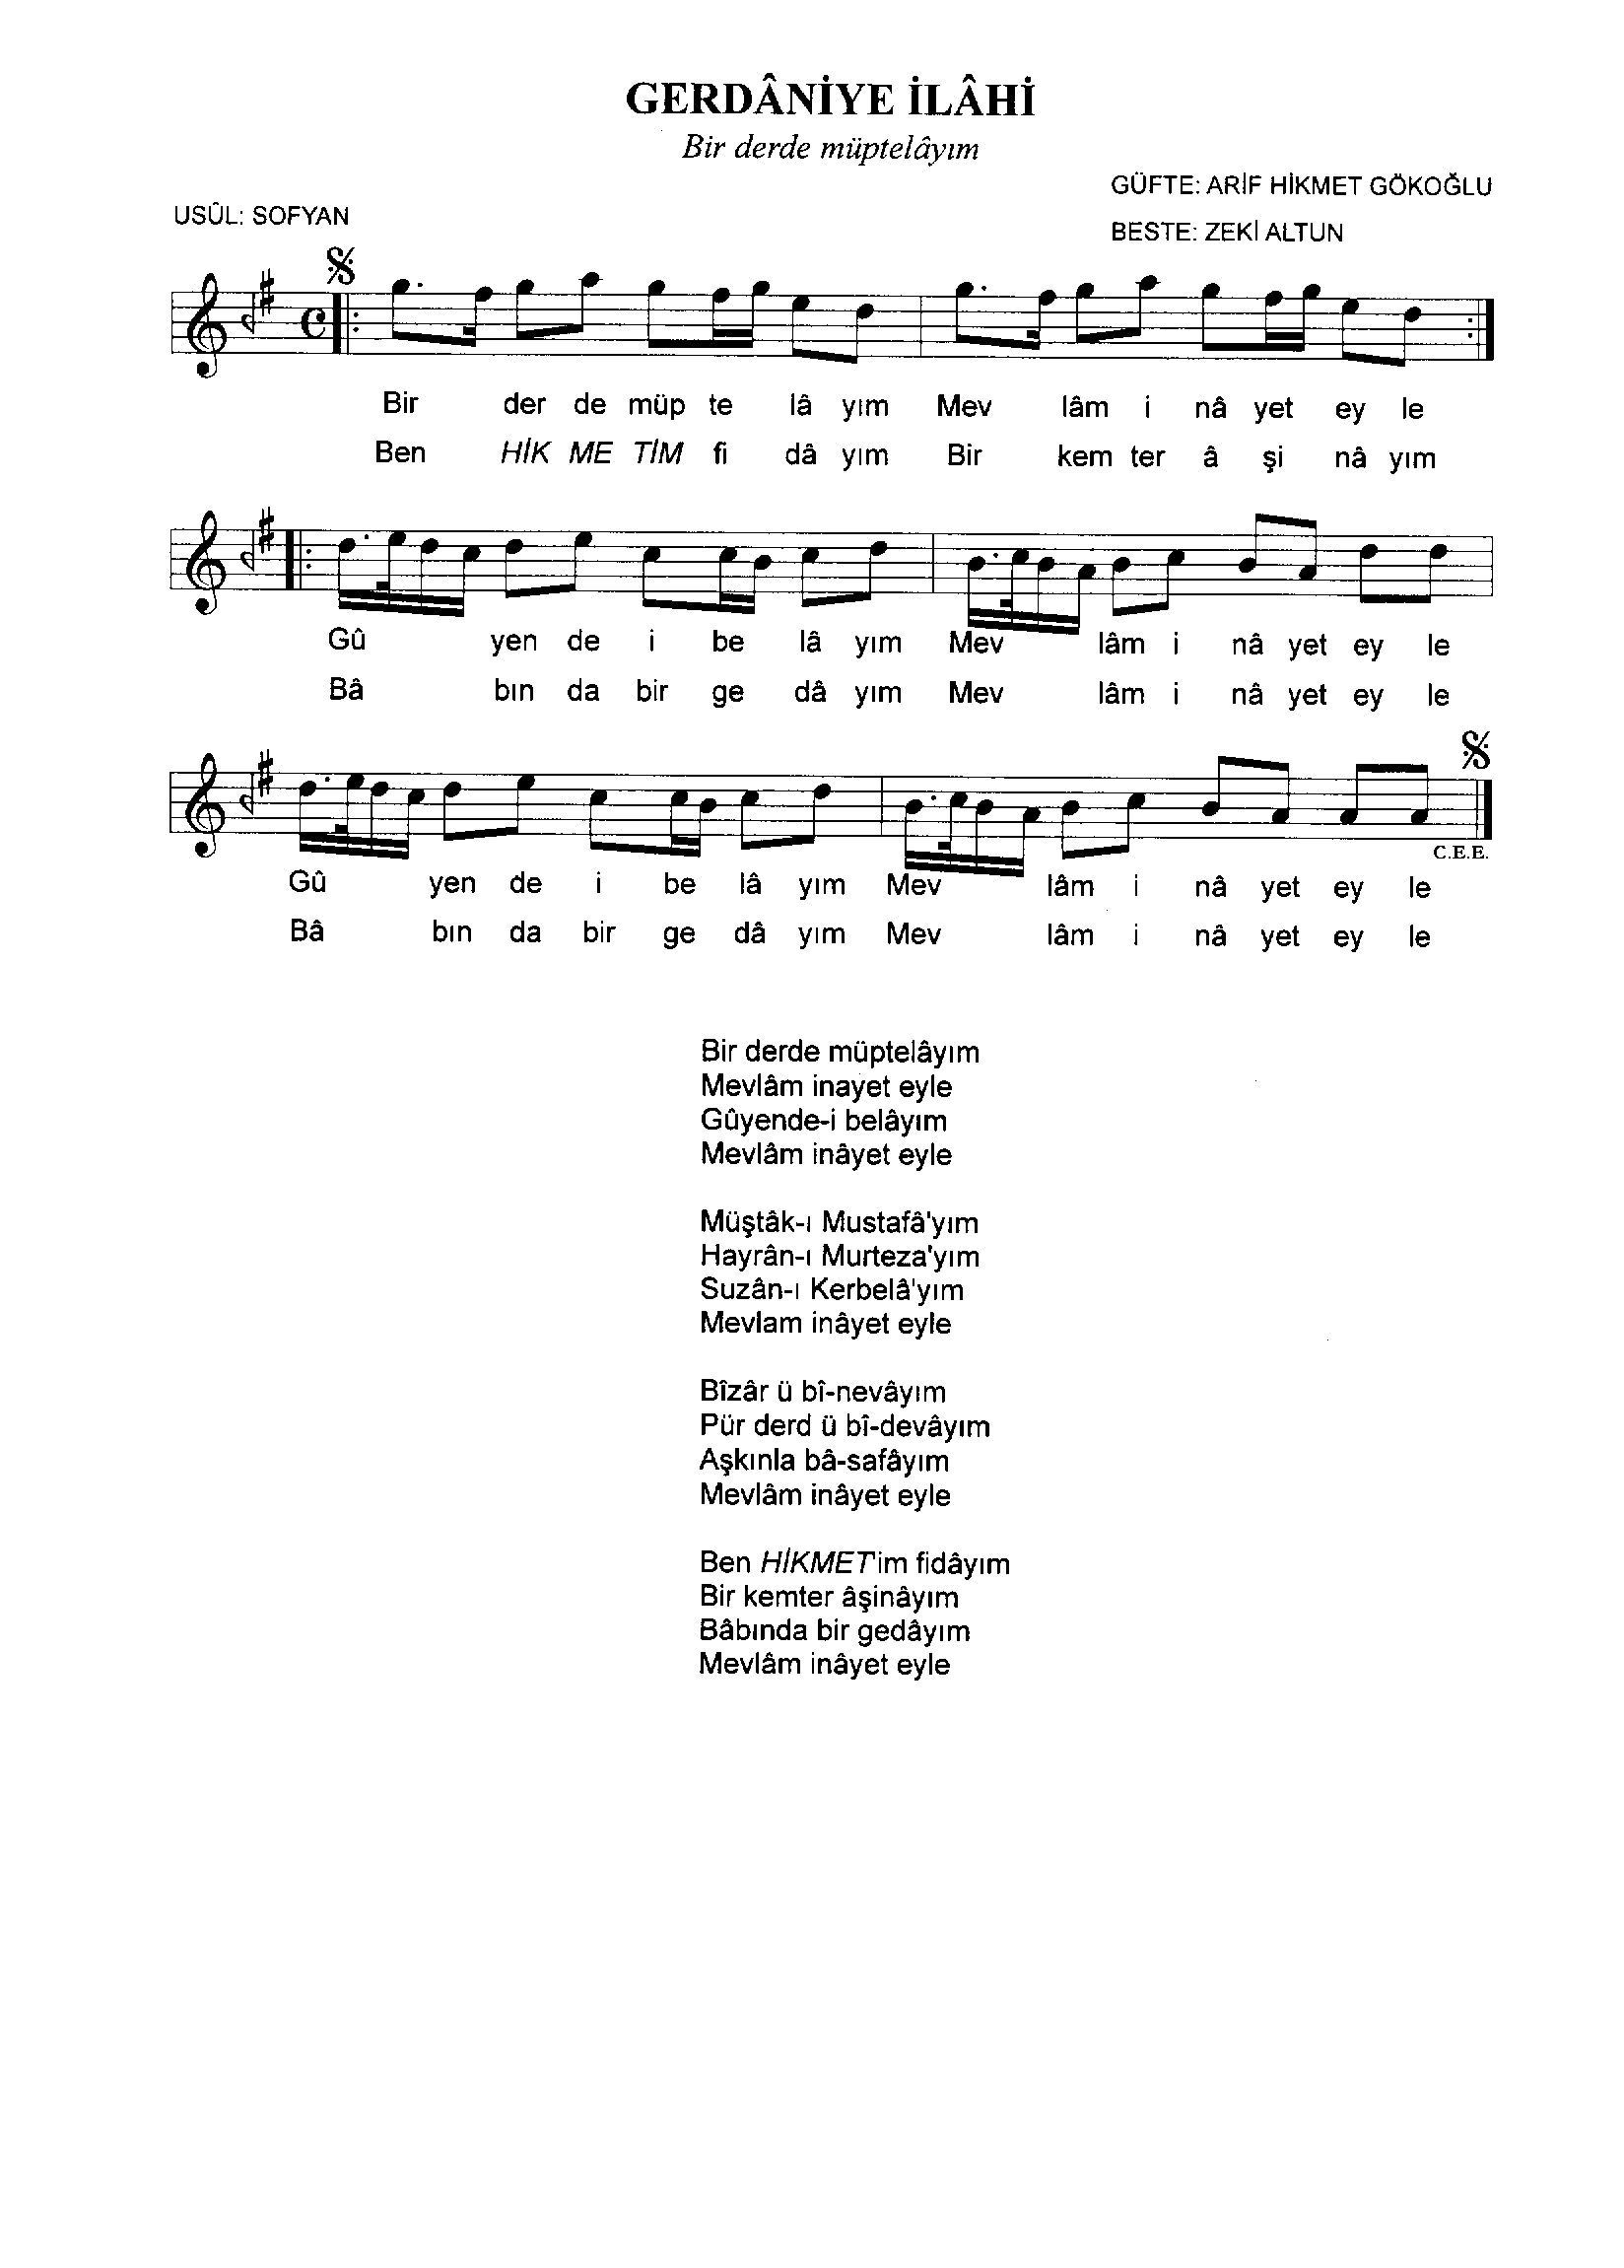 GERDÂNİYE İLÂHİ
Bir derde müptelâyım
GÜFTE: ARİF HİKMET GÖKOĞLU
USÛL: SOFYAN
BESTE: ZEKİ ALTUN
Bir der de müp te lâ yım Mev lâm i nâ yet ey le
Ben HİK ME TİM fi dâ yım Bir kem ter â şi nâ yım
Gû yen de i be lâ yım Mev lâm i nâ yet ey le
Bâ bın da bir ge dâ yım Mev lâm i nâ yet ey le
C.E.E.
Gû yen de i be lâ yım Mev lâm i nâ yet ey le
Bâ bın da bir ge dâ yım Mev lâm i nâ yet ey le
Bir derde müptelâyım
Mevlâm inayet eyle
Gûyende-i belâyım
Mevlâm inâyet eyle
Müştâk-ı Mustafâ'yım
Hayrân-ı Murteza'yım
Suzân-ı Kerbelâ'yım
Mevlam inâyet eyle
Bîzâr ü bî-nevâyım
Pür derd ü bî-devâyım
Aşkınla bâ-safâyım
Mevlâm inâyet eyle
Ben HİKMET'im fidâyım
Bir kemter âşinâyım
Bâbında bir gedâyım
Mevlâm inâyet eyle